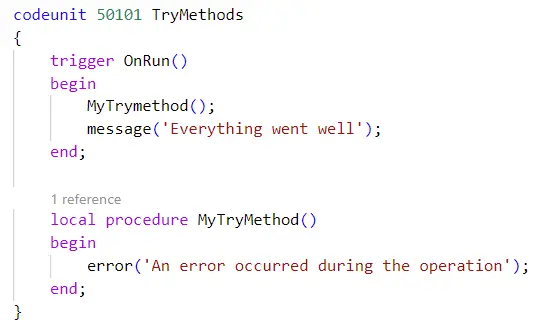 codeunit 50101 TryMethods
{
trigger OnRun()
begin
MyTrymethod();
message('Everything went well');
end;
1 reference
local procedure MyTryMethod()
begin
error('An error occurred during the operation');
end;
}